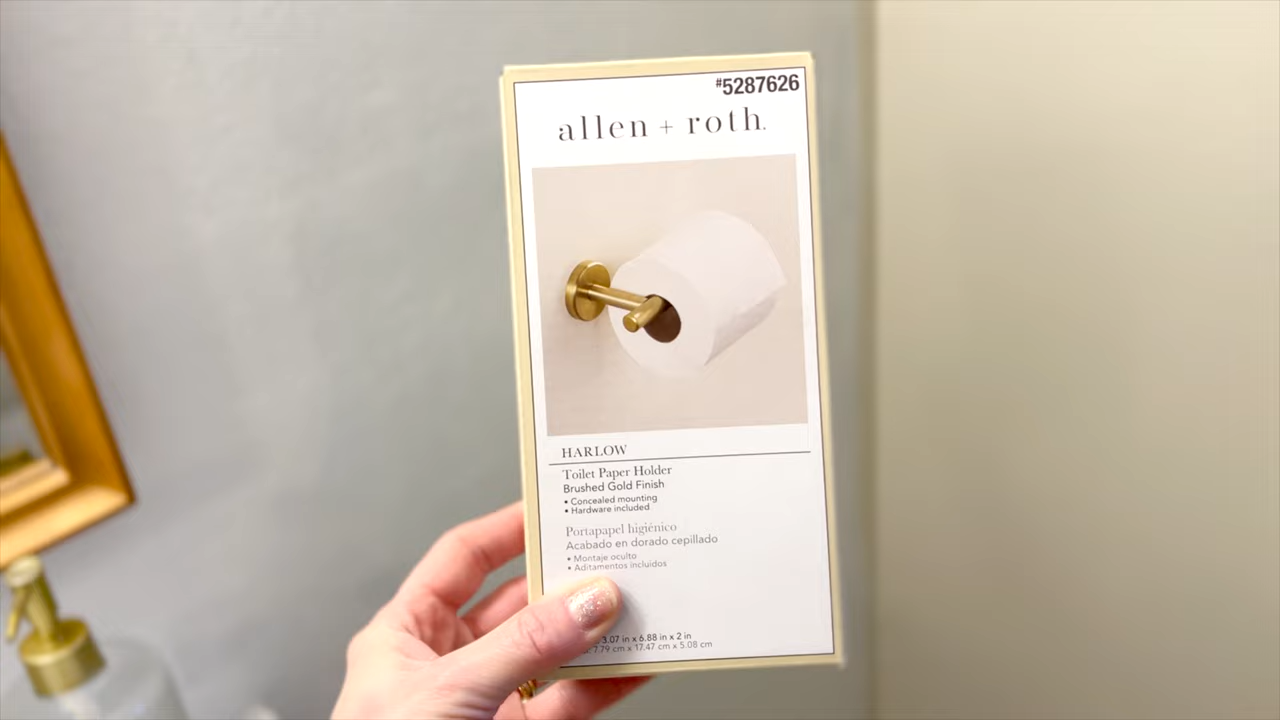 #5287626
allen + roth.
HARLOW
Toilet Paper Holder
Brushed Gold Finish
• Concealed mounting
• Hardware included
Portapapel higiénico
Acabado en dorado cepillado
• Montaje oculto
• Aditamentos incluidos
3.07 in x 6.88 in x 2 in
7.79 cm x 17.47 cm x 5.08 cm